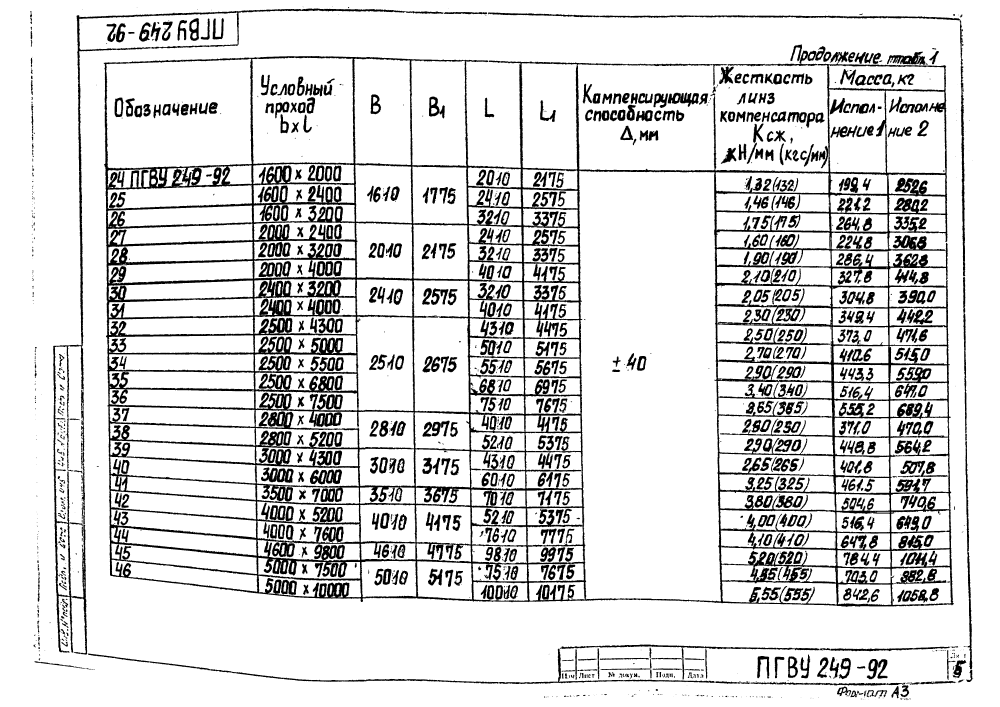 ПГВУ 249-92
Продолжение табл. 1
Обозначение | Условный проход b×l | B | B1 | L | L1 | Компенсирующая способность Δ, мм | Жесткость линз компенсатора Kсж, кН/мм (кгс/мм) | Масса, кг Исполнение 1 | Исполнение 2
24 ПГВУ 249-92 | 1600 × 2000 | 1610 | 1775 | 2010 | 2175 | ± 40 | 1,32(132) | 199,4 | 252,6
25 | 1600 × 2400 | 2410 | 2575 | 1,46(146) | 221,2 | 280,2
26 | 1600 × 3200 | 3210 | 3375 | 1,75(175) | 264,8 | 335,2
27 | 2000 × 2400 | 2010 | 2175 | 2410 | 2575 | 1,60(160) | 224,8 | 306,8
28 | 2000 × 3200 | 3210 | 3375 | 1,90(190) | 286,4 | 362,8
29 | 2000 × 4000 | 4010 | 4175 | 2,10(210) | 327,8 | 414,8
30 | 2400 × 3200 | 2410 | 2575 | 3210 | 3375 | 2,05(205) | 304,8 | 390,0
31 | 2400 × 4000 | 4010 | 4175 | 2,30(230) | 349,4 | 442,2
32 | 2500 × 4300 | 2510 | 2675 | 4310 | 4475 | 2,50(250) | 373,0 | 471,6
33 | 2500 × 5000 | 5010 | 5175 | 2,70(270) | 410,6 | 515,0
34 | 2500 × 5500 | 5510 | 5675 | 2,90(290) | 443,3 | 559,0
35 | 2500 × 6800 | 6810 | 6975 | 3,40(340) | 516,4 | 647,0
36 | 2500 × 7500 | 7510 | 7675 | 3,65(365) | 555,2 | 689,4
37 | 2800 × 4000 | 2810 | 2975 | 4010 | 4175 | 371,0 | 470,0
38 | 2800 × 5200 | 5210 | 5375 | 2,90(290) | 448,8 | 564,2
39 | 3000 × 4300 | 3010 | 3175 | 4310 | 4475 | 2,65(265) | 401,8 | 507,8
40 | 3000 × 6000 | 6010 | 6175 | 3,25(325) | 461,5 | 591,7
41 | 3500 × 7000 | 3510 | 3675 | 7010 | 7175 | 3,80(380) | 504,6 | 740,6
42 | 4000 × 5200 | 4010 | 4175 | 5210 | 5375 | 4,00(400) | 516,4 | 649,0
43 | 4000 × 7600 | 7610 | 7775 | 4,10(410) | 647,8 | 815,0
44 | 4600 × 9800 | 4610 | 4775 | 9810 | 9975 | 5,20(520) | 784,4 | 1011,4
45 | 5000 × 7500 | 5010 | 5175 | 7510 | 7675 | 4,55(455) | 703,0 | 882,8
46 | 5000 × 10000 | 10010 | 10175 | 5,55(555) | 842,6 | 1058,8
Изм Лист № докум. Подп. Дата
ПГВУ 249-92
5
Формат А3